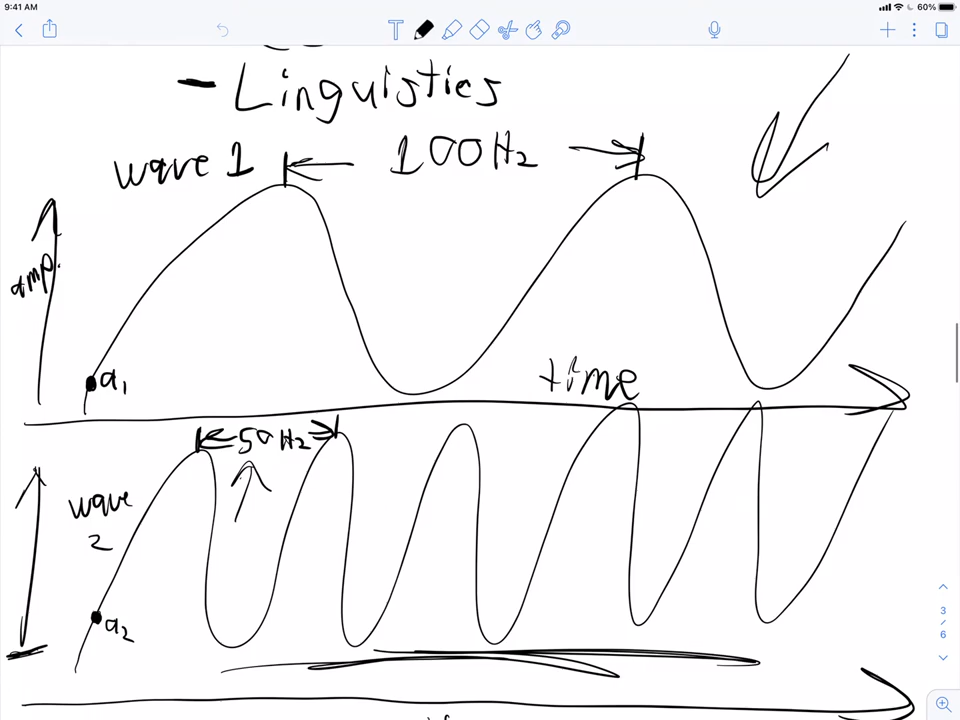 9:41 AM
60%
T
- Linguistics
wave 1
100Hz
amp.
a1
time
50Hz
wave
2
a2
3
/
6